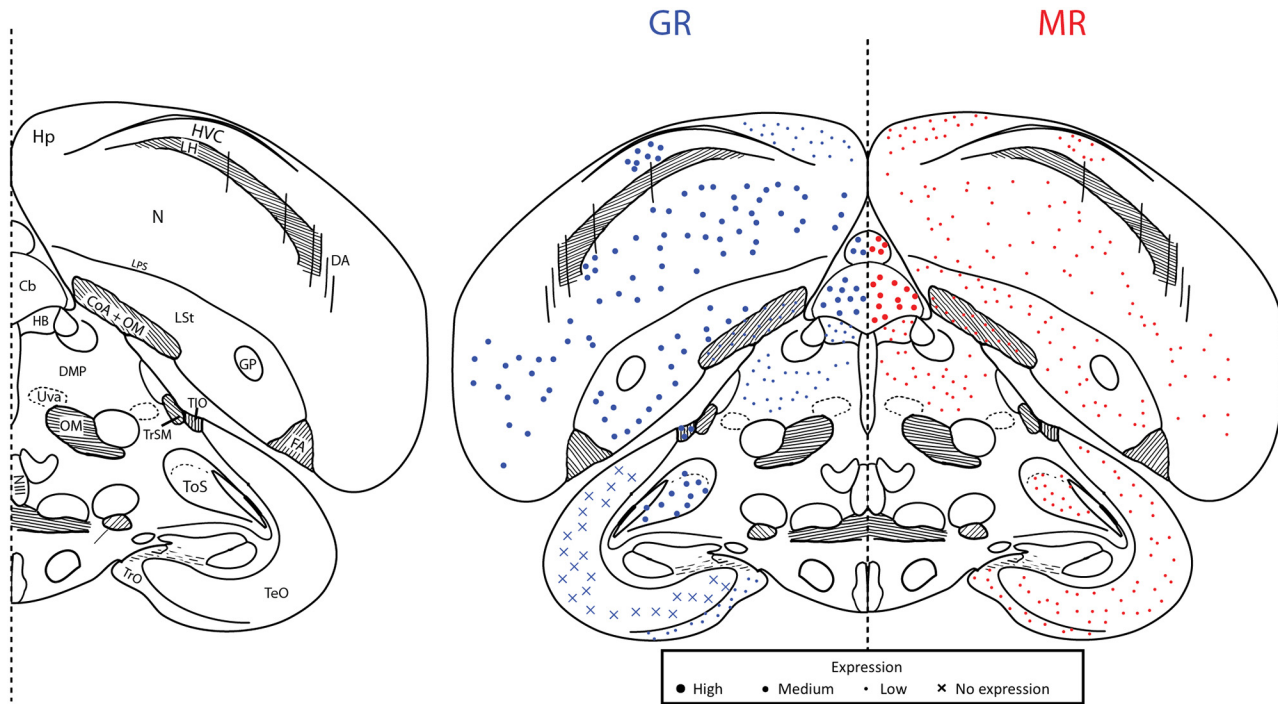 GR MR
Hp
HVC
LH
N
LPS
DA
Cb
CoA + OM
LSt
HB
GP
DMP
Uva
TIO
OM
TrSM
FA
NIII
ToS
TrO
TeO
Expression
High Medium Low × No expression